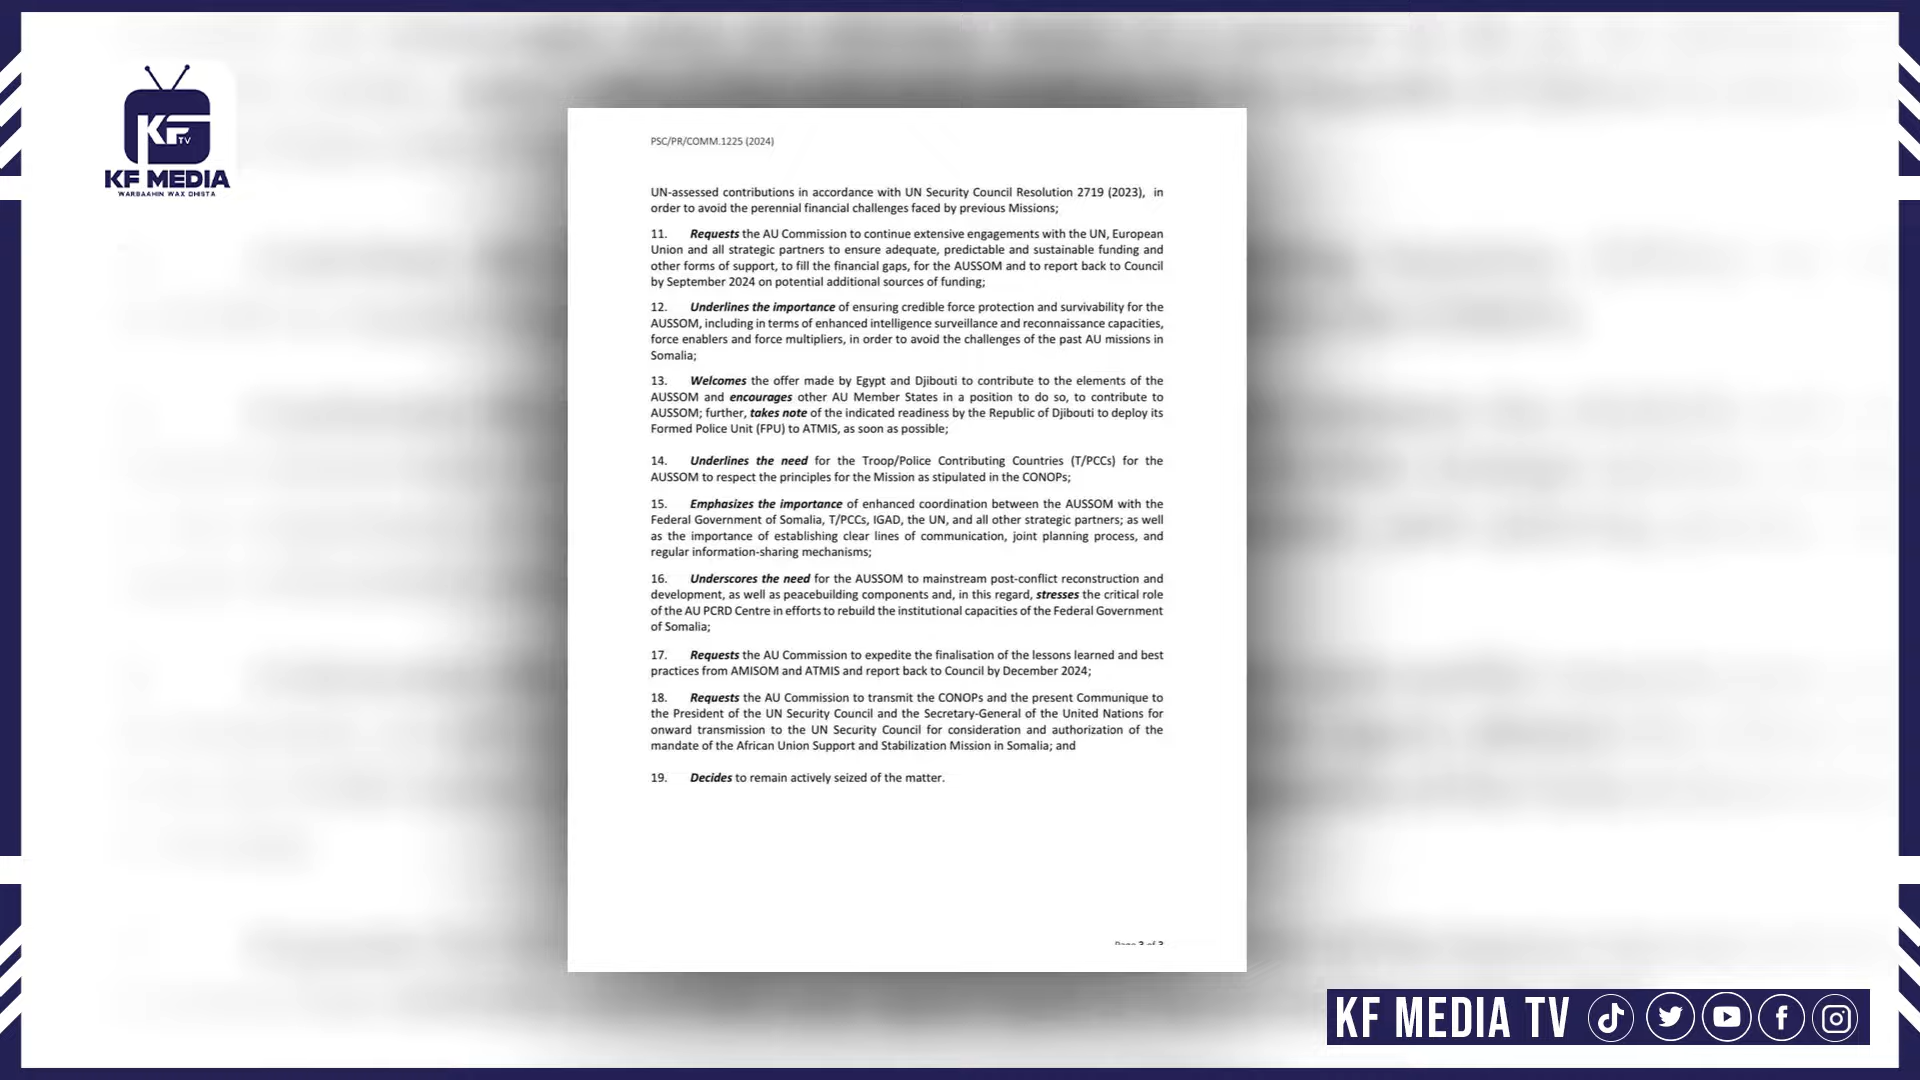 KF TV
KF MEDIA
WARBAAHIN WAX DHISTA
PSC/PR/COMM.1225 (2024)
UN-assessed contributions in accordance with UN Security Council Resolution 2719 (2023), in
order to avoid the perennial financial challenges faced by previous Missions;
11. Requests the AU Commission to continue extensive engagements with the UN, European
Union and all strategic partners to ensure adequate, predictable and sustainable funding and
other forms of support, to fill the financial gaps, for the AUSSOM and to report back to Council
by September 2024 on potential additional sources of funding;
12. Underlines the importance of ensuring credible force protection and survivability for the
AUSSOM, including in terms of enhanced intelligence surveillance and reconnaissance capacities,
force enablers and force multipliers, in order to avoid the challenges of the past AU missions in
Somalia;
13. Welcomes the offer made by Egypt and Djibouti to contribute to the elements of the
AUSSOM and encourages other AU Member States in a position to do so, to contribute to
AUSSOM; further, takes note of the indicated readiness by the Republic of Djibouti to deploy its
Formed Police Unit (FPU) to ATMIS, as soon as possible;
14. Underlines the need for the Troop/Police Contributing Countries (T/PCCs) for the
AUSSOM to respect the principles for the Mission as stipulated in the CONOPs;
15. Emphasizes the importance of enhanced coordination between the AUSSOM with the
Federal Government of Somalia, T/PCCs, IGAD, the UN, and all other strategic partners; as well
as the importance of establishing clear lines of communication, joint planning process, and
regular information-sharing mechanisms;
16. Underscores the need for the AUSSOM to mainstream post-conflict reconstruction and
development, as well as peacebuilding components and, in this regard, stresses the critical role
of the AU PCRD Centre in efforts to rebuild the institutional capacities of the Federal Government
of Somalia;
17. Requests the AU Commission to expedite the finalisation of the lessons learned and best
practices from AMISOM and ATMIS and report back to Council by December 2024;
18. Requests the AU Commission to transmit the CONOPs and the present Communique to
the President of the UN Security Council and the Secretary-General of the United Nations for
onward transmission to the UN Security Council for consideration and authorization of the
mandate of the African Union Support and Stabilization Mission in Somalia; and
19. Decides to remain actively seized of the matter.
Page 3 of 3
KF MEDIA TV